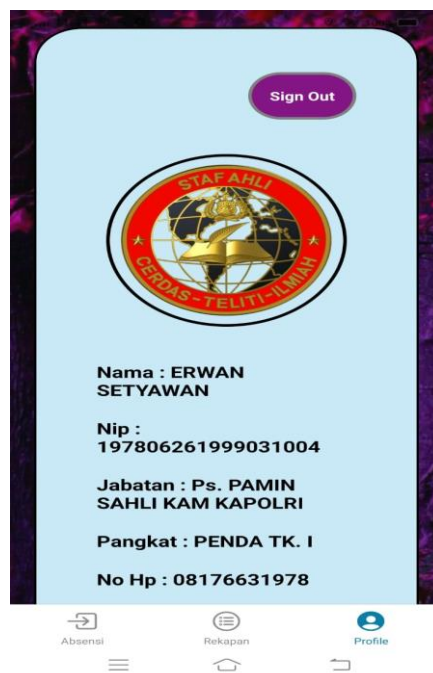 Sign Out
STAF AHLI
CERDAS - TELITI - ILMIAH
Nama : ERWAN
SETYAWAN
Nip :
197806261999031004
Jabatan : Ps. PAMIN
SAHLI KAM KAPOLRI
Pangkat : PENDA TK. I
No Hp : 08176631978
Absensi
Rekapan
Profile